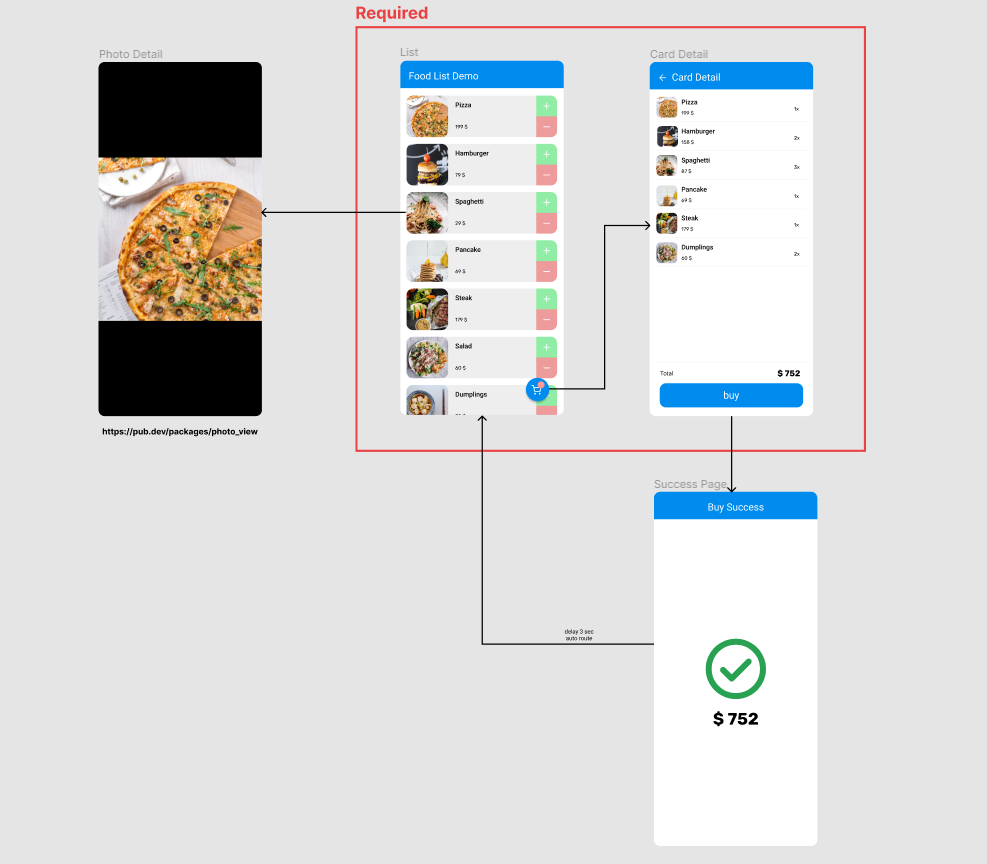 Required
Photo Detail
https://pub.dev/packages/photo_view
List
Food List Demo
Pizza
199 $
Hamburger
79 $
Spaghetti
29 $
Pancake
69 $
Steak
179 $
Salad
60 $
Dumplings
Card Detail
Card Detail
Pizza
199 $
1x
Hamburger
158 $
2x
Spaghetti
87 $
3x
Pancake
69 $
1x
Steak
179 $
1x
Dumplings
60 $
2x
Total
$ 752
buy
Success Page
Buy Success
delay 3 sec
auto route
$ 752